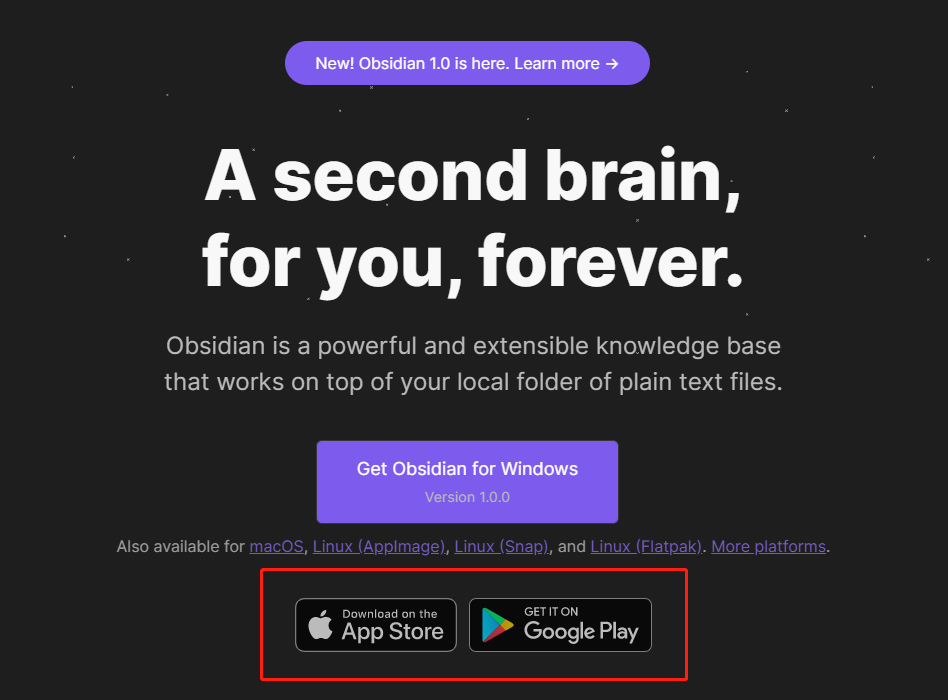 New! Obsidian 1.0 is here. Learn more →
A second brain,
for you, forever.
Obsidian is a powerful and extensible knowledge base
that works on top of your local folder of plain text files.
Get Obsidian for Windows
Version 1.0.0
Also available for macOS, Linux (AppImage), Linux (Snap), and Linux (Flatpak). More platforms.
Download on the
App Store
GET IT ON
Google Play